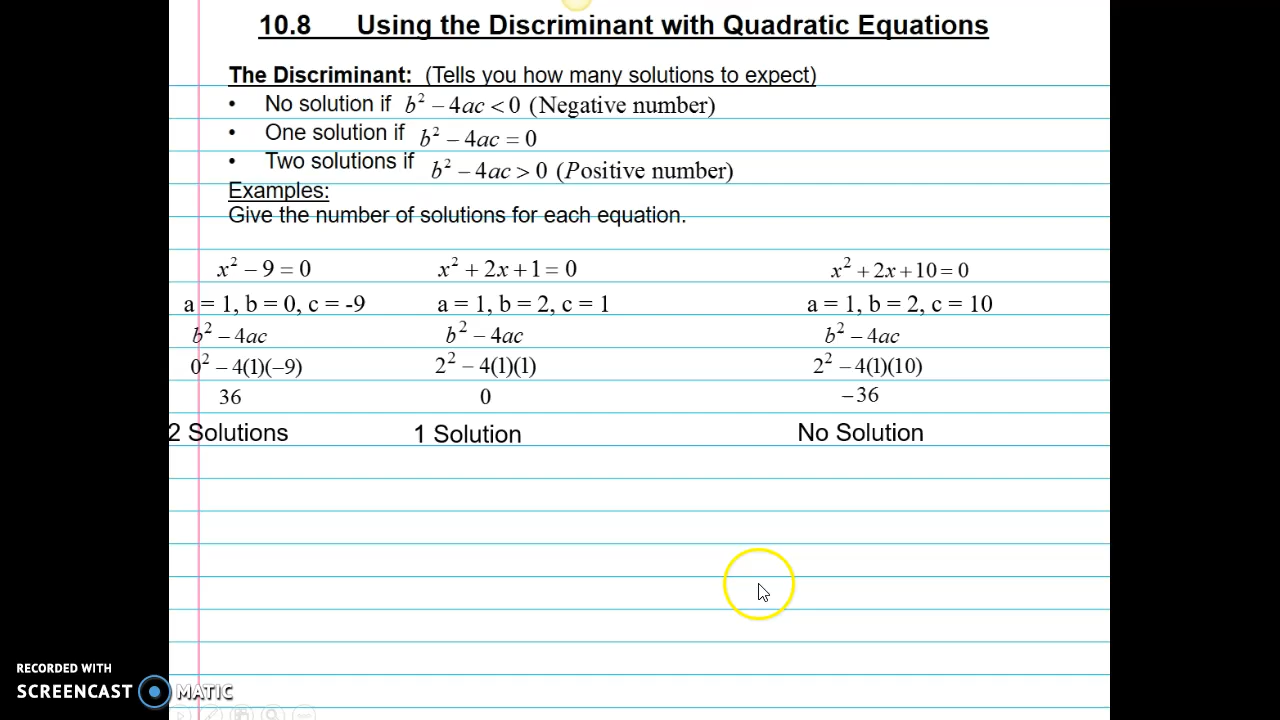 10.8 Using the Discriminant with Quadratic Equations
The Discriminant: (Tells you how many solutions to expect)
• No solution if b² − 4ac < 0 (Negative number)
• One solution if b² − 4ac = 0
• Two solutions if b² − 4ac > 0 (Positive number)
Examples:
Give the number of solutions for each equation.
x² − 9 = 0
a = 1, b = 0, c = -9
b² − 4ac
0² − 4(1)(−9)
36
2 Solutions
x² + 2x + 1 = 0
a = 1, b = 2, c = 1
b² − 4ac
2² − 4(1)(1)
0
1 Solution
x² + 2x + 10 = 0
a = 1, b = 2, c = 10
b² − 4ac
2² − 4(1)(10)
−36
No Solution
RECORDED WITH
SCREENCAST MATIC